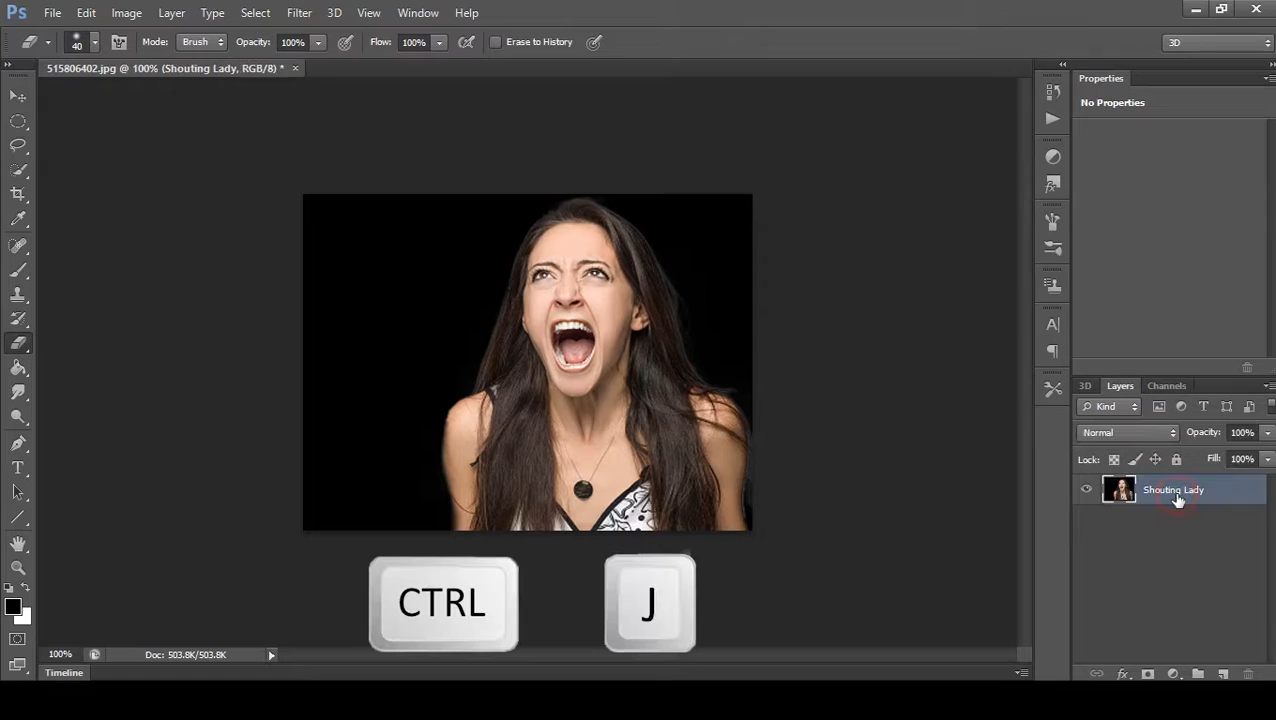 Ps File Edit Image Layer Type Select Filter 3D View Window Help
40 Mode: Brush Opacity: 100% Flow: 100% Erase to History 3D
515806402.jpg @ 100% (Shouting Lady, RGB/8) * ×
Properties
No Properties
3D Layers Channels
Kind
Normal Opacity: 100%
Lock: Fill: 100%
Shouting Lady
CTRL J
100% Doc: 503.8K/503.8K
Timeline